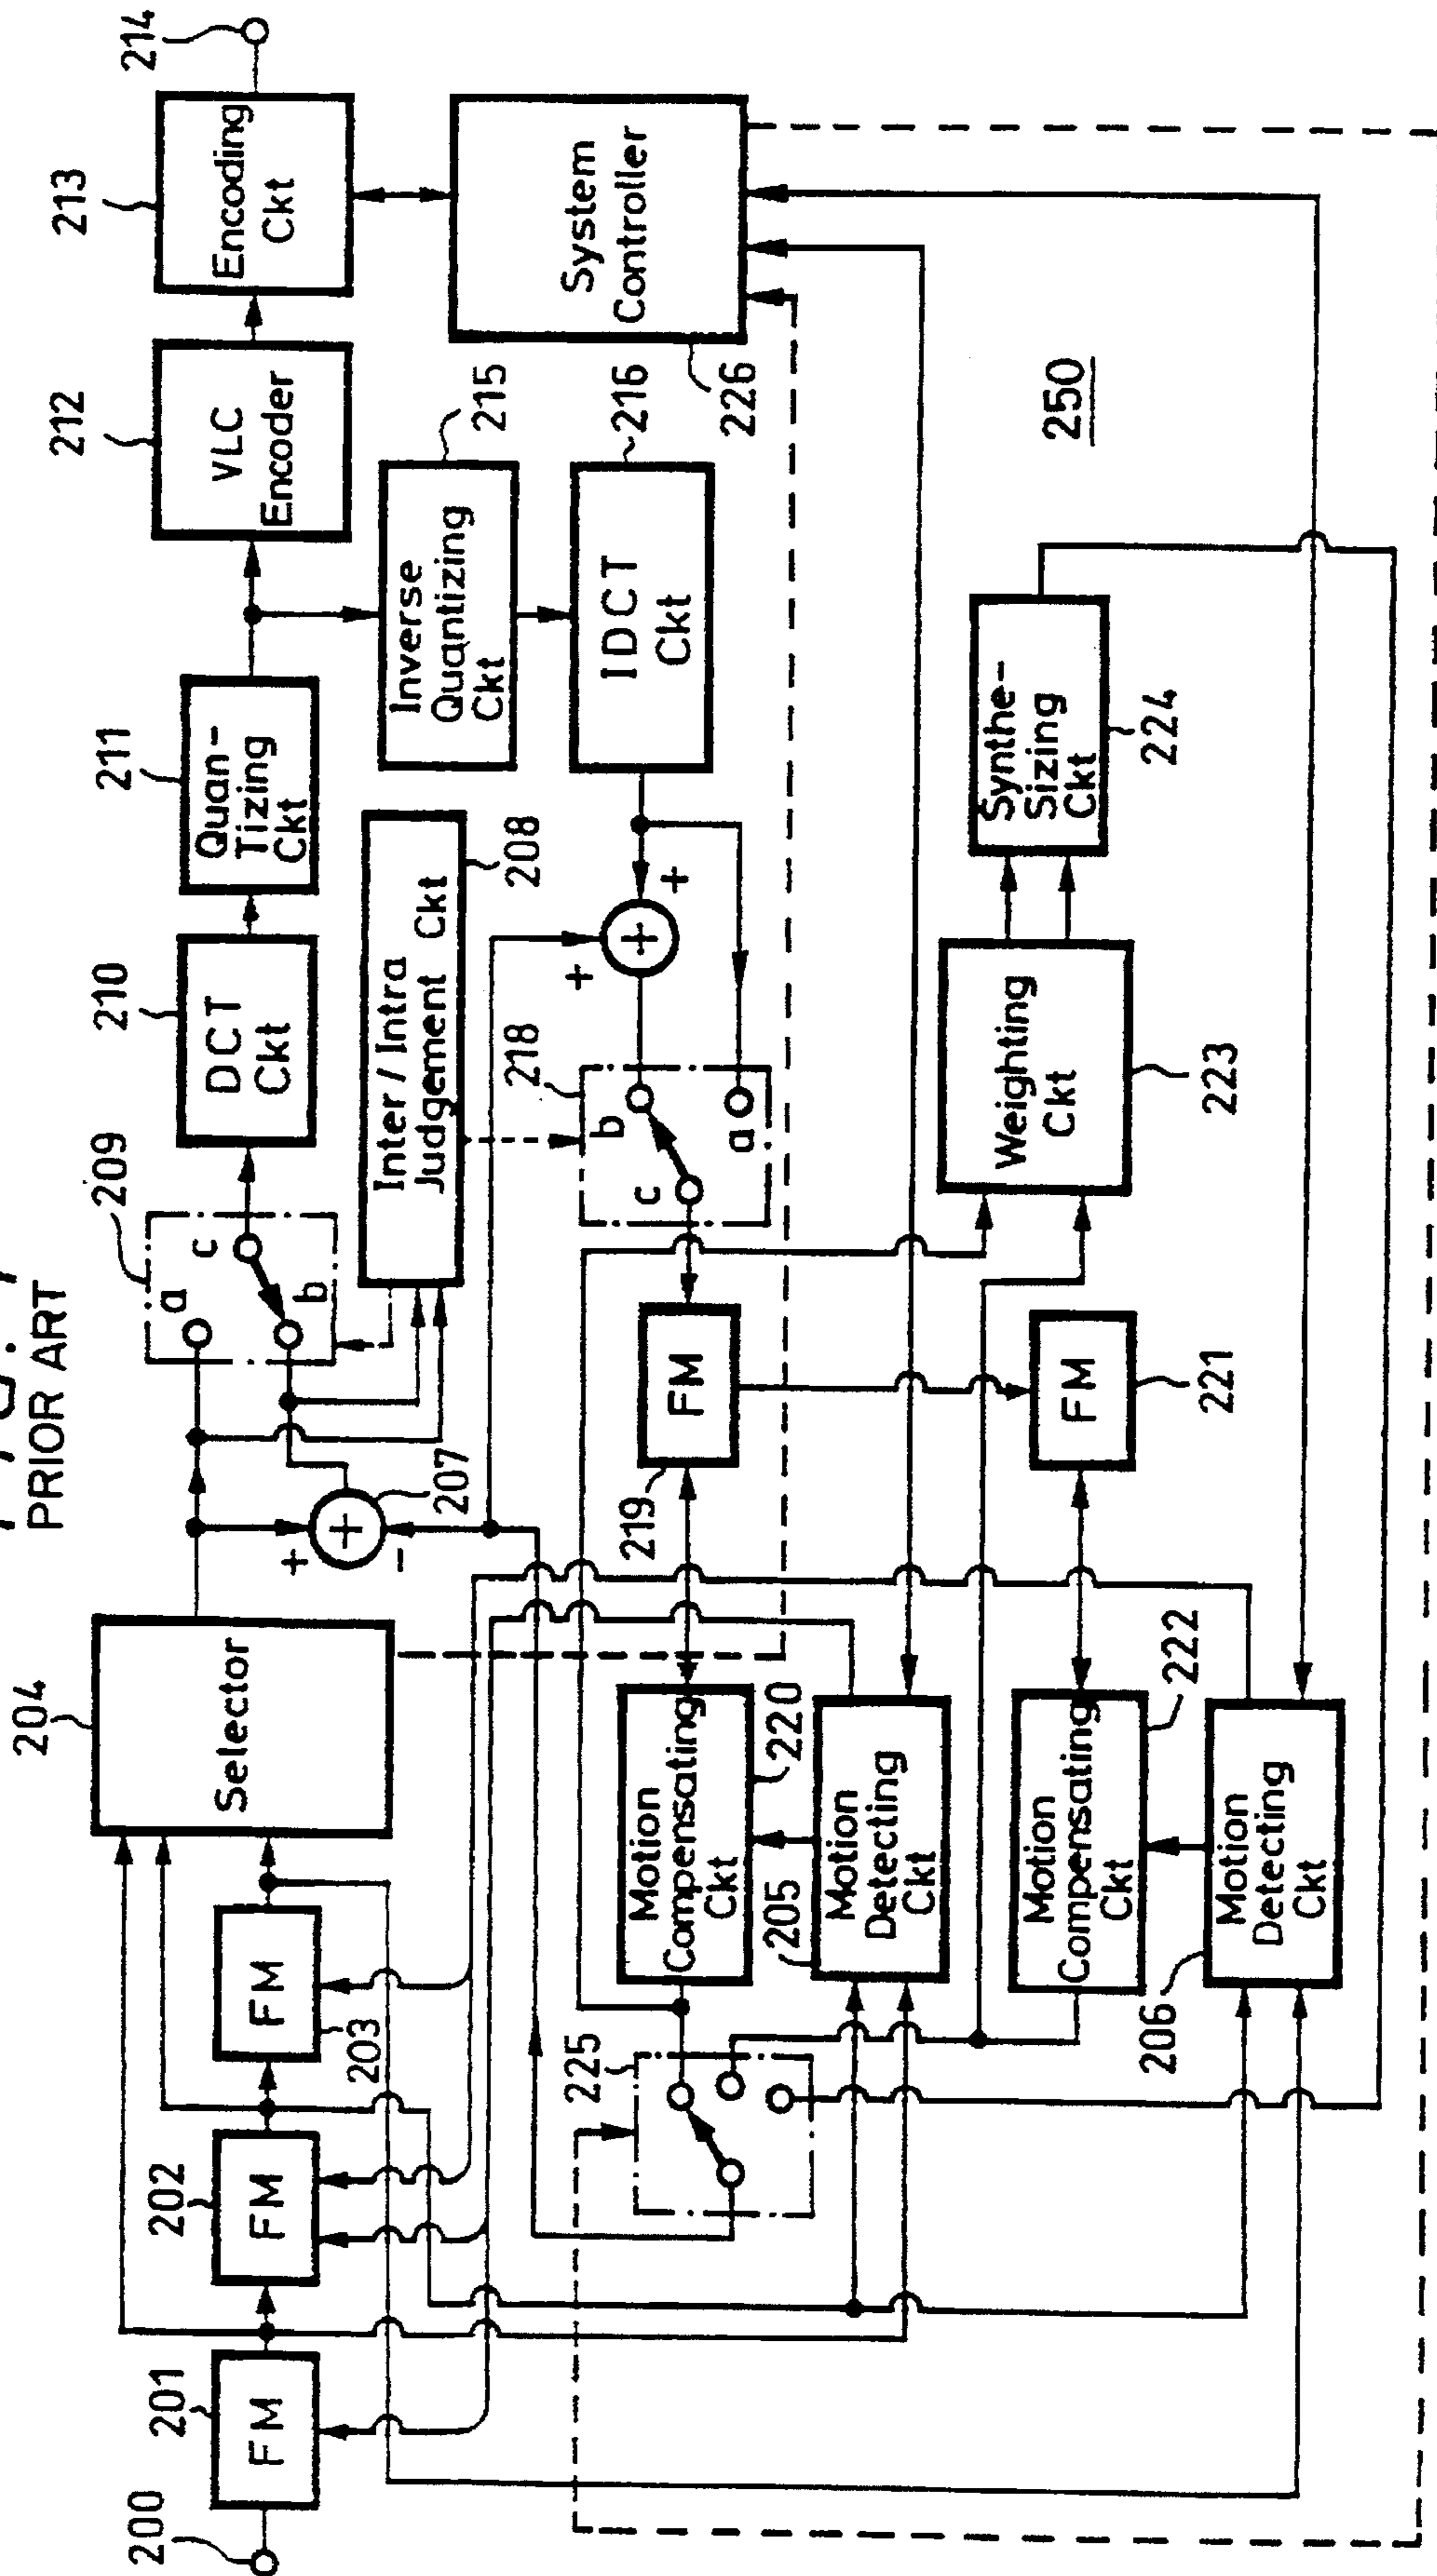 PRIOR ART
200
201
FM
202
FM
203
FM
204
Selector
207
+
-
+
209
a
b
c
210
DCT
Ckt
211
Quan-
Tizing
Ckt
212
VLC
Encoder
213
Encoding
Ckt
214
Inter / Intra
Judgement Ckt
208
Inverse
Quantizing
Ckt
215
IDCT
Ckt
216
System
Controller
226
218
b
c
a
+
+
+
219
FM
225
Motion
Compensating
Ckt
220
205
Motion
Detecting
Ckt
FM
221
Motion
Compensating
Ckt
222
206
Motion
Detecting
Ckt
Weighting
Ckt
223
Synthe-
Sizing
Ckt
224
250